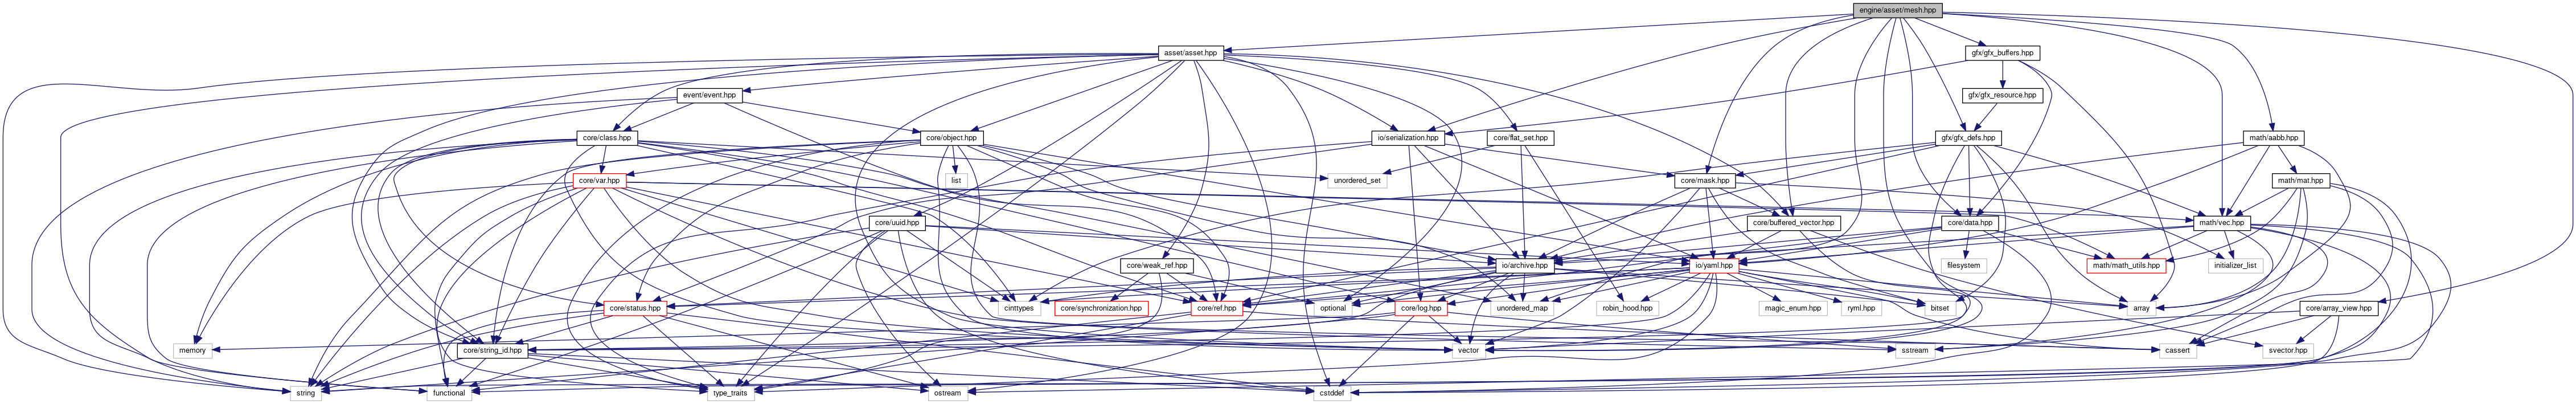 engine/asset/mesh.hpp
asset/asset.hpp
gfx/gfx_buffers.hpp
event/event.hpp
gfx/gfx_resource.hpp
core/class.hpp
core/object.hpp
io/serialization.hpp
core/flat_set.hpp
gfx/gfx_defs.hpp
math/aabb.hpp
core/var.hpp
list
unordered_set
core/mask.hpp
math/mat.hpp
core/uuid.hpp
core/buffered_vector.hpp
core/data.hpp
math/vec.hpp
core/weak_ref.hpp
io/archive.hpp
io/yaml.hpp
filesystem
math/math_utils.hpp
initializer_list
core/status.hpp
cinttypes
core/synchronization.hpp
core/ref.hpp
optional
core/log.hpp
unordered_map
robin_hood.hpp
magic_enum.hpp
ryml.hpp
bitset
array
core/array_view.hpp
memory
core/string_id.hpp
vector
sstream
cassert
svector.hpp
string
functional
type_traits
ostream
cstddef